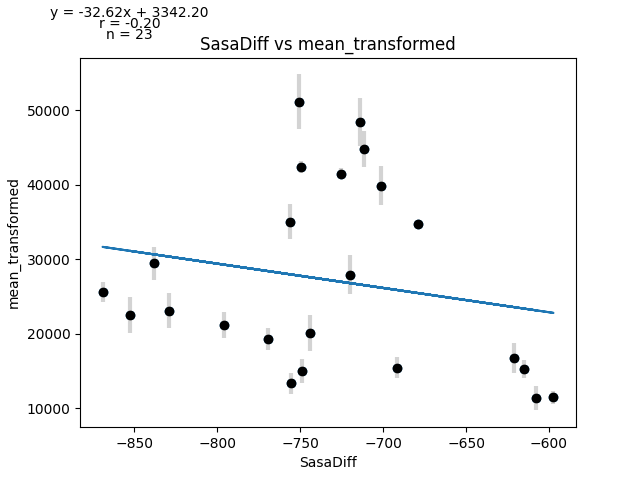 y = -32.62x + 3342.20
r = -0.20
n = 23
SasaDiff vs mean_transformed
50000
40000
30000
20000
10000
mean_transformed
−850
−800
−750
−700
−650
−600
SasaDiff